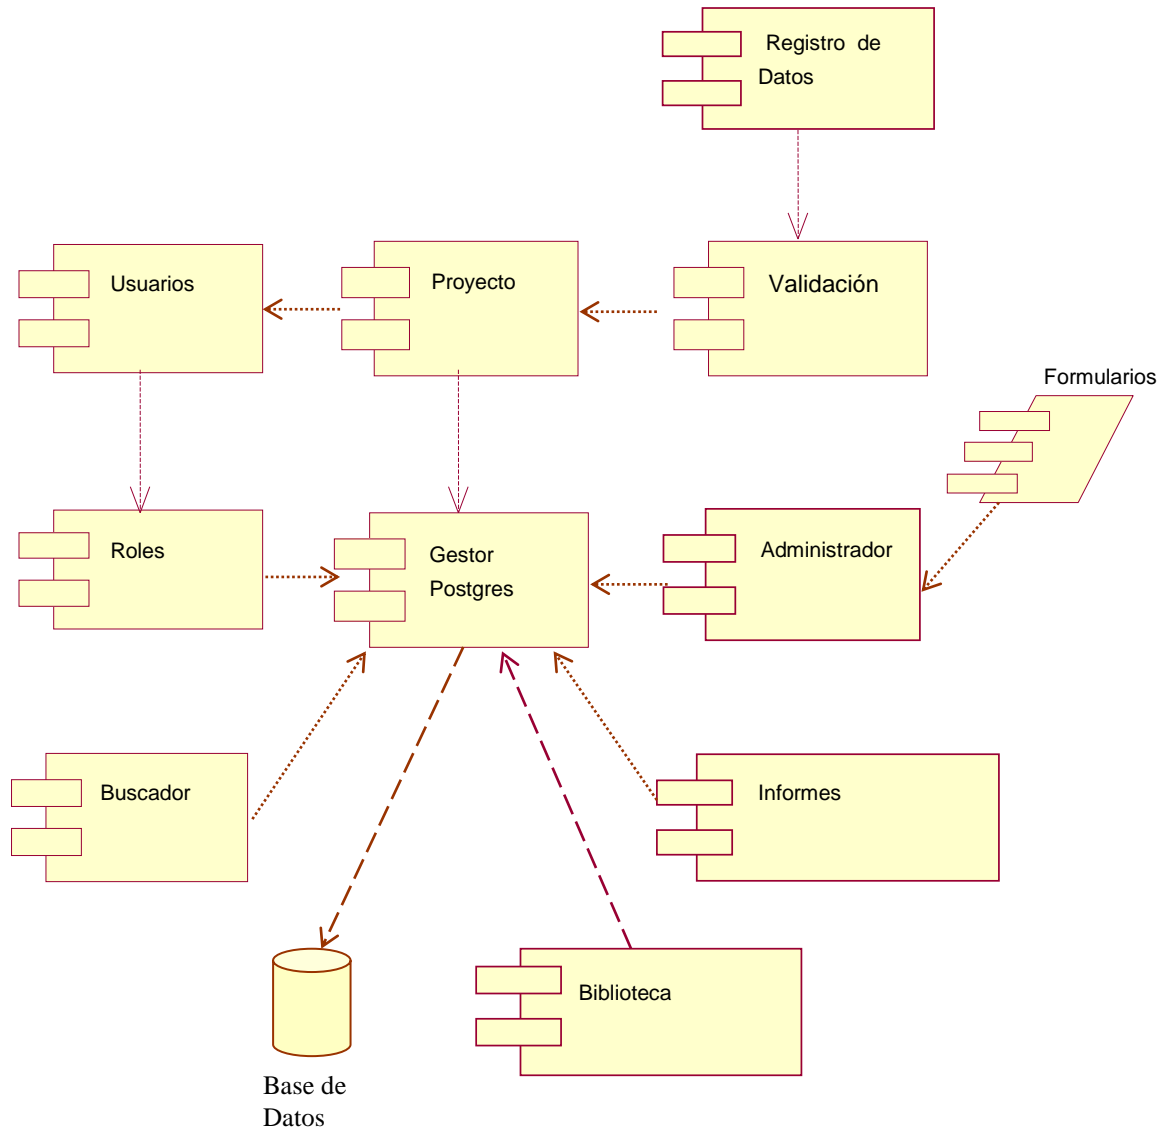 Registro de
Datos
Usuarios
Proyecto
Validación
Formularios
Roles
Gestor
Postgres
Administrador
Buscador
Informes
Biblioteca
Base de
Datos